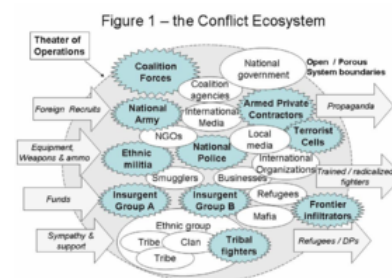 Figure 1 – the Conflict Ecosystem
Theater of
Operations
Coalition
Forces
National
government
Open / Porous
System boundaries
Coalition
agencies
Foreign Recruits
National
Army
International
Media
Armed Private
Contractors
Propaganda
NGOs
Local
media
Terrorist
Cells
Equipment,
Weapons & ammo
Ethnic
militia
National
Police
International
Organizations
Trained / radicalized
fighters
Smugglers
Businesses
Funds
Insurgent
Group A
Insurgent
Group B
Refugees
Mafia
Frontier
infiltrators
Sympathy &
support
Ethnic group
Tribe
Clan
Tribe
Tribal
fighters
Refugees / DPs